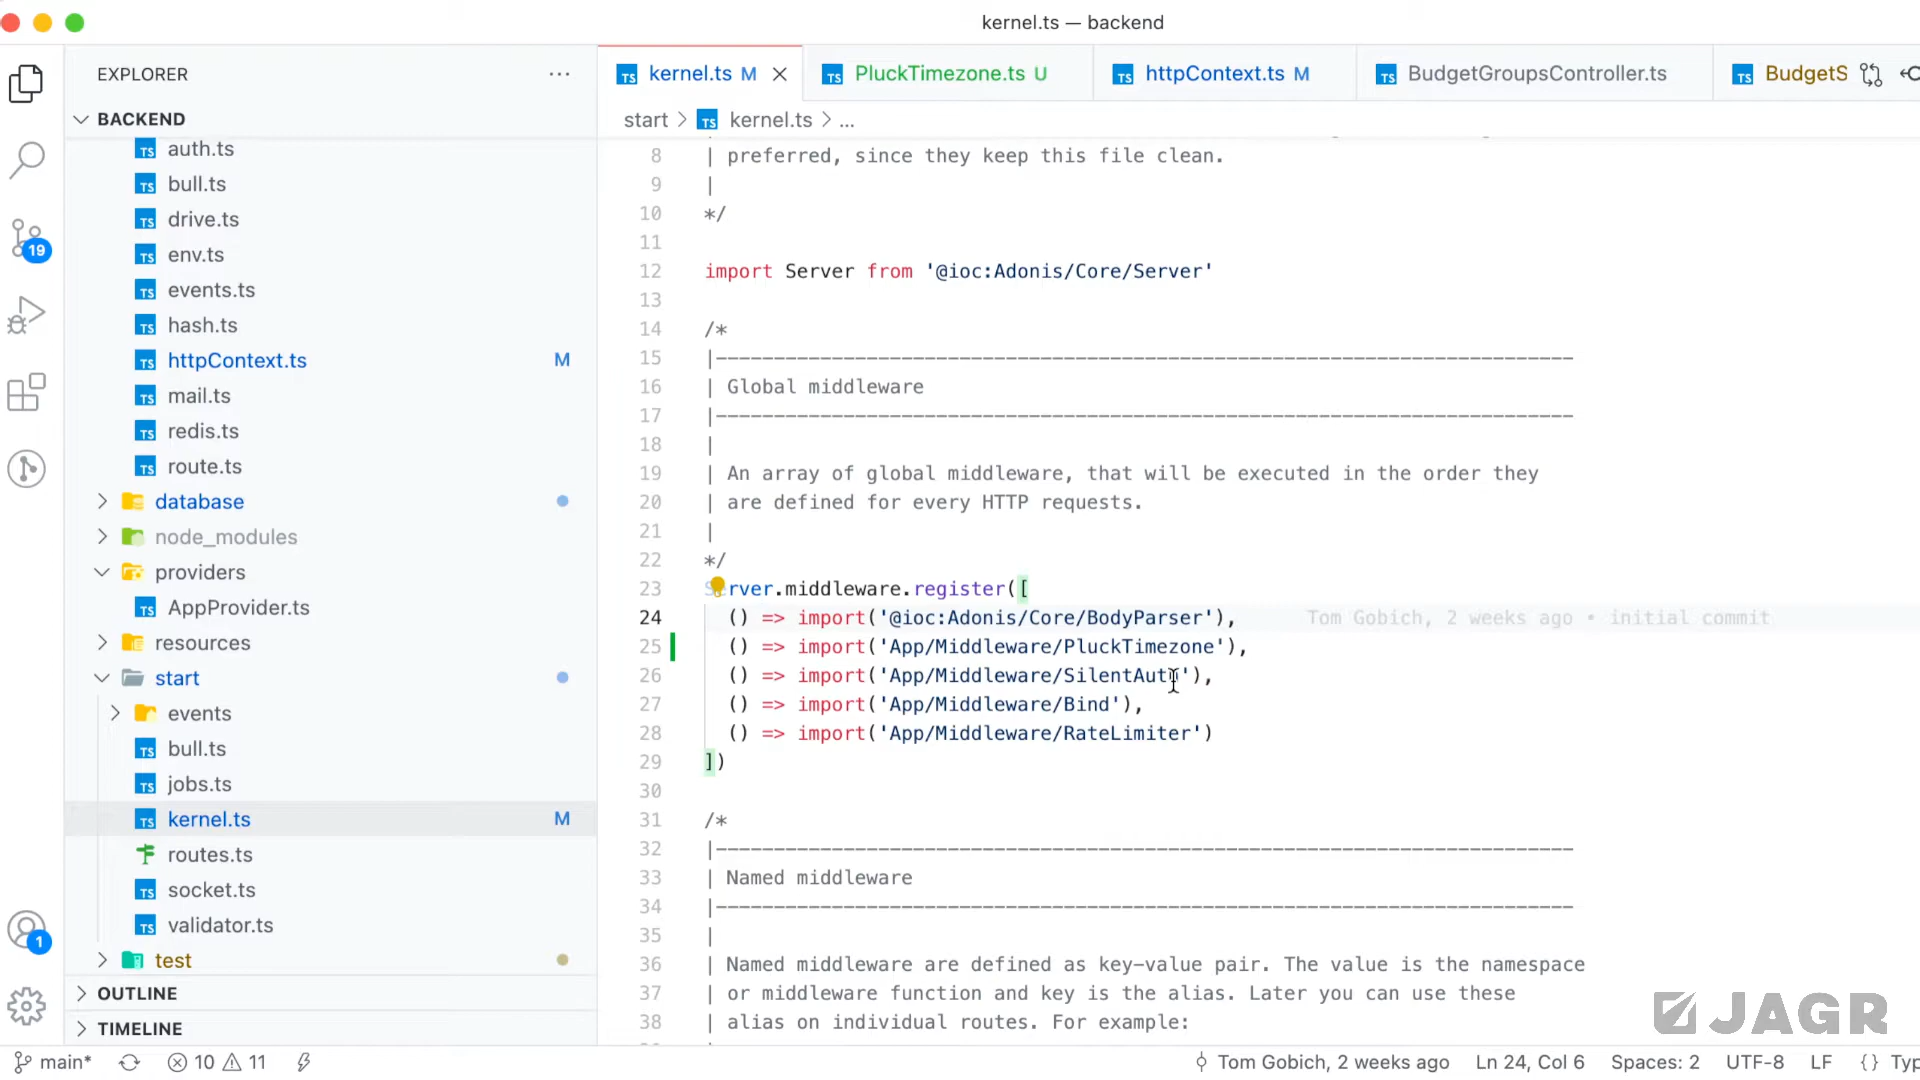 kernel.ts — backend
EXPLORER
BACKEND
auth.ts
bull.ts
drive.ts
env.ts
events.ts
hash.ts
httpContext.ts M
mail.ts
redis.ts
route.ts
database
node_modules
providers
AppProvider.ts
resources
start
events
bull.ts
jobs.ts
kernel.ts M
routes.ts
socket.ts
validator.ts
test
OUTLINE
TIMELINE
19
1
kernel.ts M
PluckTimezone.ts U
httpContext.ts M
BudgetGroupsController.ts
BudgetS
start > kernel.ts > ...
8 | preferred, since they keep this file clean.
9 |
10 */
11
12 import Server from '@ioc:Adonis/Core/Server'
13
14 /*
15 |--------------------------------------------------------------------------
16 | Global middleware
17 |--------------------------------------------------------------------------
18 |
19 | An array of global middleware, that will be executed in the order they
20 | are defined for every HTTP requests.
21 |
22 */
23 Server.middleware.register([
24 () => import('@ioc:Adonis/Core/BodyParser'), Tom Gobich, 2 weeks ago • initial commit
25 () => import('App/Middleware/PluckTimezone'),
26 () => import('App/Middleware/SilentAuth'),
27 () => import('App/Middleware/Bind'),
28 () => import('App/Middleware/RateLimiter')
29 ])
30
31 /*
32 |--------------------------------------------------------------------------
33 | Named middleware
34 |--------------------------------------------------------------------------
35 |
36 | Named middleware are defined as key-value pair. The value is the namespace
37 | or middleware function and key is the alias. Later you can use these
38 | alias on individual routes. For example:
JAGR
main* 10 11 Tom Gobich, 2 weeks ago Ln 24, Col 6 Spaces: 2 UTF-8 LF {} Typ